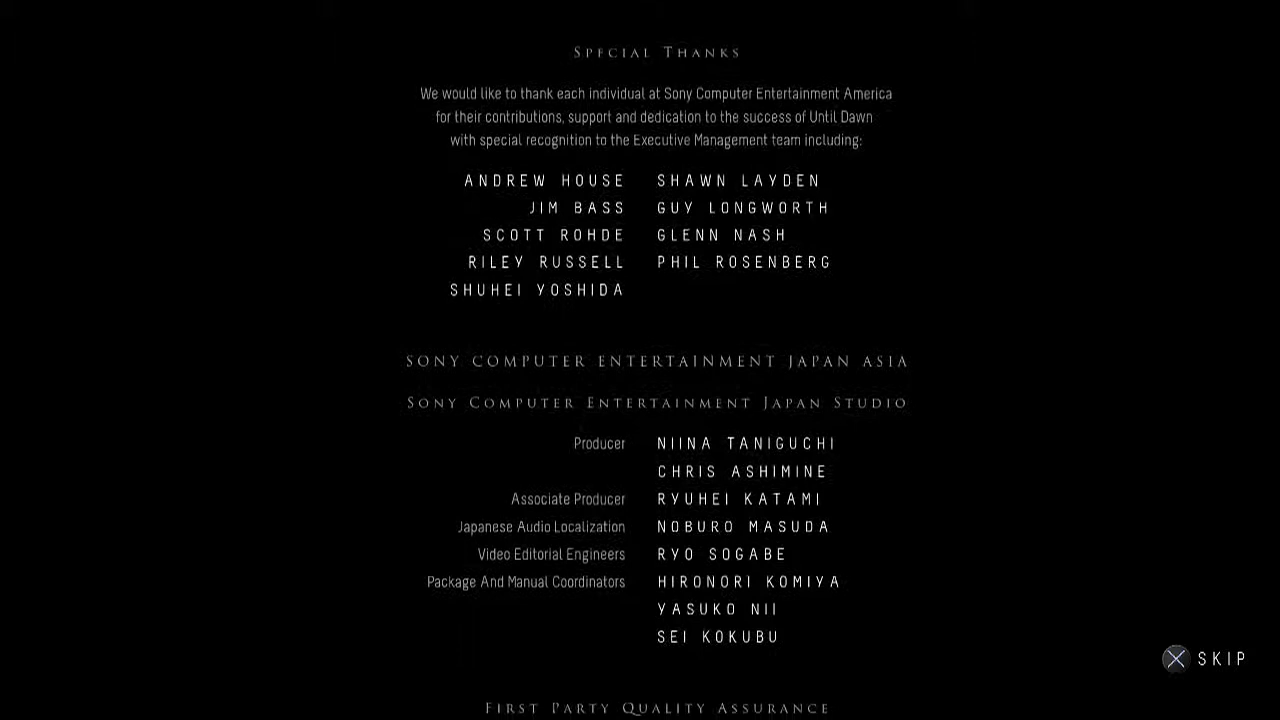 SPECIAL THANKS
We would like to thank each individual at Sony Computer Entertainment America
for their contributions, support and dedication to the success of Until Dawn
with special recognition to the Executive Management team including:
ANDREW HOUSE SHAWN LAYDEN
JIM BASS GUY LONGWORTH
SCOTT ROHDE GLENN NASH
RILEY RUSSELL PHIL ROSENBERG
SHUHEI YOSHIDA
SONY COMPUTER ENTERTAINMENT JAPAN ASIA
SONY COMPUTER ENTERTAINMENT JAPAN STUDIO
Producer NIINA TANIGUCHI
CHRIS ASHIMINE
Associate Producer RYUHEI KATAMI
Japanese Audio Localization NOBURO MASUDA
Video Editorial Engineers RYO SOGABE
Package And Manual Coordinators HIRONORI KOMIYA
YASUKO NII
SEI KOKUBU
SKIP
FIRST PARTY QUALITY ASSURANCE